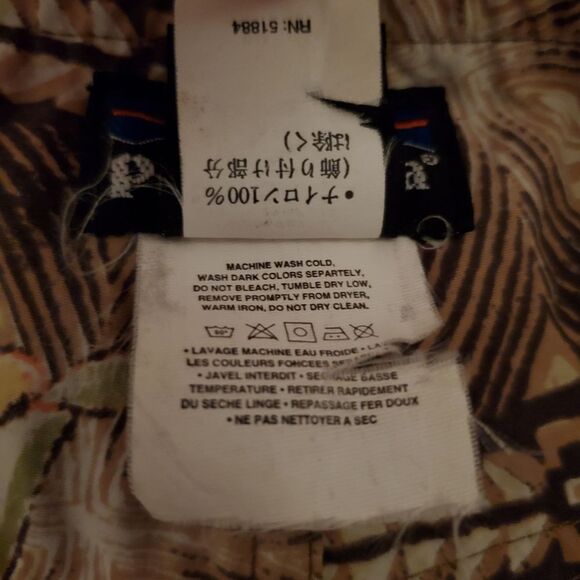 RN: 51884
• ナイロン100%
(飾り付け部分
は除く)
MACHINE WASH COLD,
WASH DARK COLORS SEPARTELY,
DO NOT BLEACH, TUMBLE DRY LOW,
REMOVE PROMPTLY FROM DRYER,
WARM IRON, DO NOT DRY CLEAN.
80°
• LAVAGE MACHINE EAU FROIDE •
LES COULEURS FONCÉES
• JAVEL INTERDIT • BASSE
TEMPERATURE • RETIRER RAPIDEMENT
DU SECHE LINGE • REPASSAGE FER DOUX
• NE PAS NETTOYER A SEC